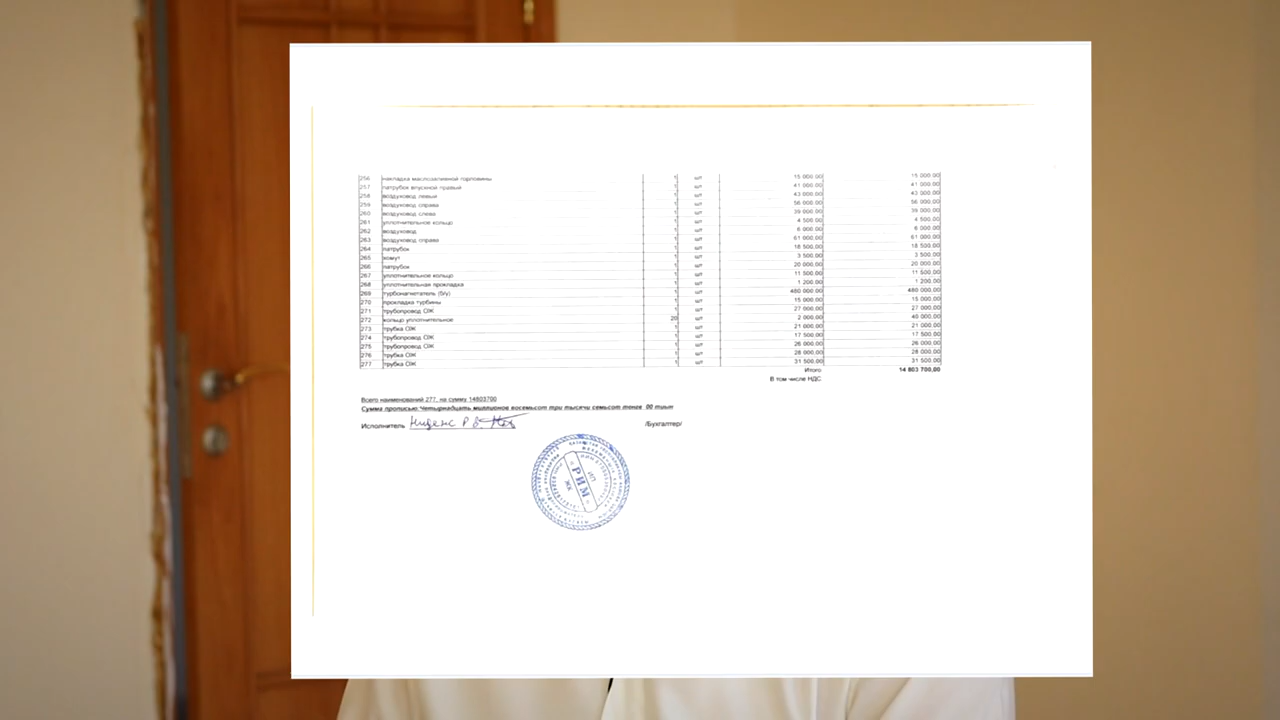 256 накладка маслозаливной горловины 1 шт 15 000,00 15 000,00
257 патрубок впускной правый 1 шт 41 000,00 41 000,00
258 воздуховод левый 1 шт 43 000,00 43 000,00
259 воздуховод справа 1 шт 56 000,00 56 000,00
260 воздуховод слева 1 шт 39 000,00 39 000,00
261 уплотнительное кольцо 1 шт 4 500,00 4 500,00
262 воздуховод 1 шт 6 000,00 6 000,00
263 воздуховод справа 1 шт 61 000,00 61 000,00
264 патрубок 1 шт 18 500,00 18 500,00
265 хомут 1 шт 3 500,00 3 500,00
266 патрубок 1 шт 20 000,00 20 000,00
267 уплотнительное кольцо 1 шт 11 500,00 11 500,00
268 уплотнительная прокладка 1 шт 1 200,00 1 200,00
269 турбонагнетатель (б/у) 1 шт 480 000,00 480 000,00
270 прокладка турбины 1 шт 15 000,00 15 000,00
271 трубопровод ОЖ 1 шт 27 000,00 27 000,00
272 кольцо уплотнительное 20 шт 2 000,00 40 000,00
273 трубка ОЖ 1 шт 21 000,00 21 000,00
274 трубопровод ОЖ 1 шт 17 500,00 17 500,00
275 трубопровод ОЖ 1 шт 26 000,00 26 000,00
276 трубка ОЖ 1 шт 28 000,00 28 000,00
277 трубка ОЖ 1 шт 31 500,00 31 500,00
Итого: 14 803 700,00
В том числе НДС:
Всего наименований 277, на сумму 14803700
Сумма прописью: Четырнадцать миллионов восемьсот три тысячи семьсот тенге 00 тиын
Исполнитель /Бухгалтер/
ЖК «РИМ» ИП